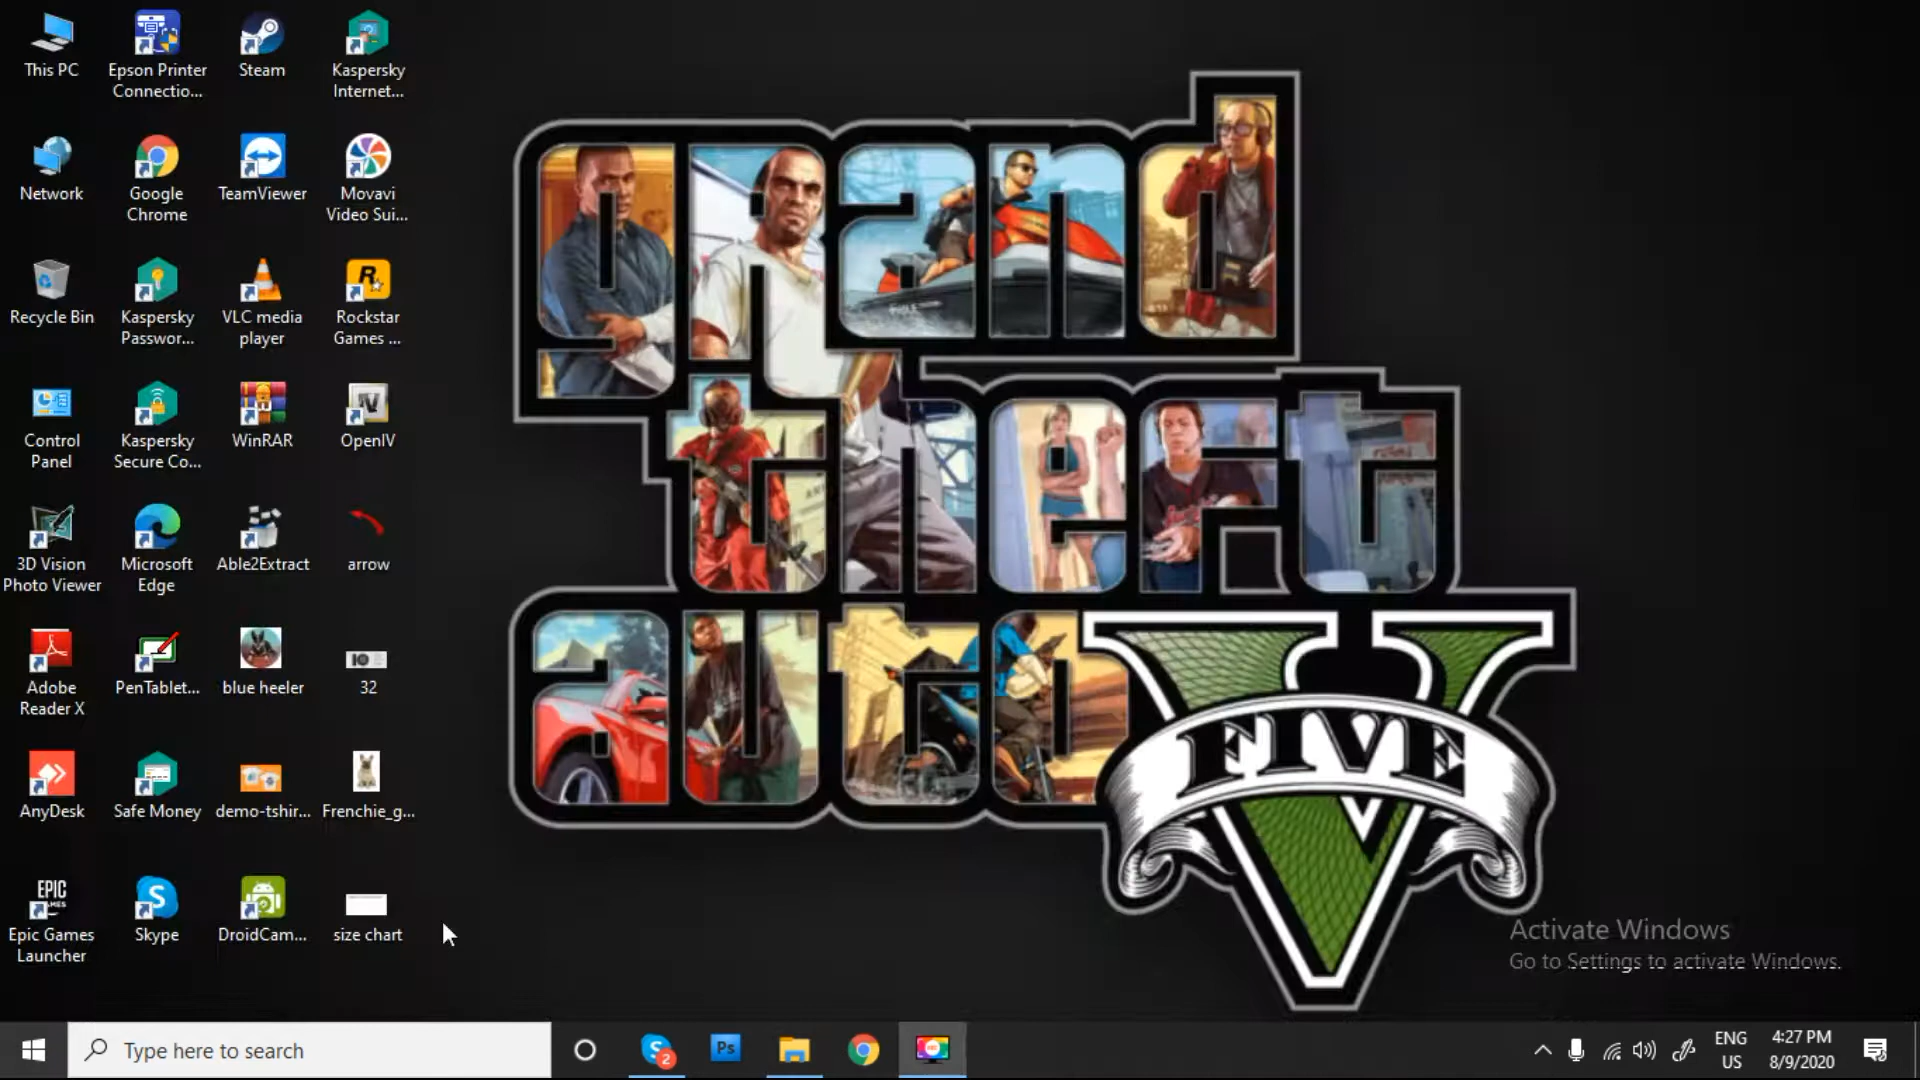 This PC
Epson Printer
Connectio...
Steam
Kaspersky
Internet...
Network
Google
Chrome
TeamViewer
Movavi
Video Sui...
Recycle Bin
Kaspersky
Passwor...
VLC media
player
Rockstar
Games ...
Control
Panel
Kaspersky
Secure Co...
WinRAR
OpenIV
3D Vision
Photo Viewer
Microsoft
Edge
Able2Extract
arrow
Adobe
Reader X
PenTablet...
blue heeler
32
AnyDesk
Safe Money
demo-tshir...
Frenchie_g...
EPIC
GAMES
Epic Games
Launcher
Skype
DroidCam...
size chart
grand
theft
auto
V
FIVE
Activate Windows
Go to Settings to activate Windows.
Type here to search
2
Ps
ENG
US
4:27 PM
8/9/2020